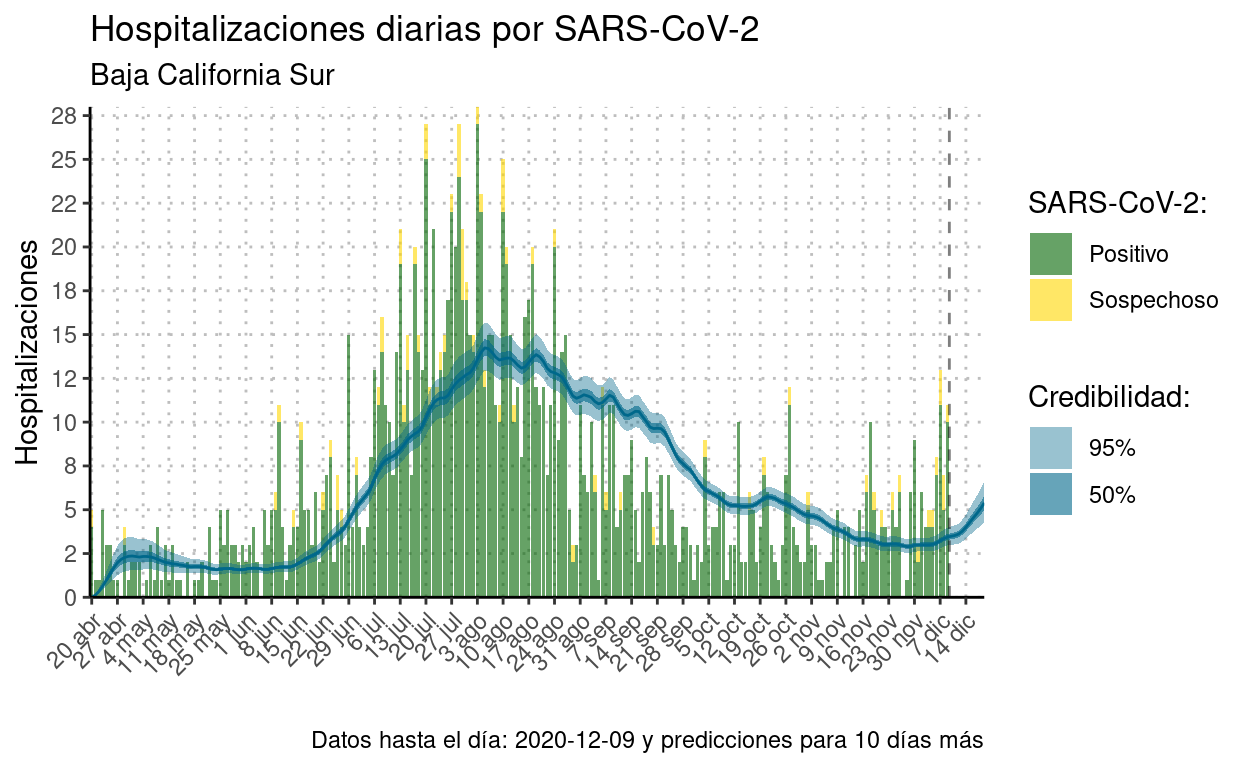 Hospitalizaciones diarias por SARS-CoV-2
Baja California Sur
Hospitalizaciones
28
25
22
20
18
15
12
10
8
5
2
0
20 abr
27 abr
4 may
11 may
18 may
25 may
1 jun
8 jun
15 jun
22 jun
29 jun
6 jul
13 jul
20 jul
27 jul
3 ago
10 ago
17 ago
24 ago
31 ago
7 sep
14 sep
21 sep
28 sep
5 oct
12 oct
19 oct
26 oct
2 nov
9 nov
16 nov
23 nov
30 nov
7 dic
14 dic
SARS-CoV-2:
Positivo
Sospechoso
Credibilidad:
95%
50%
Datos hasta el día: 2020-12-09 y predicciones para 10 días más